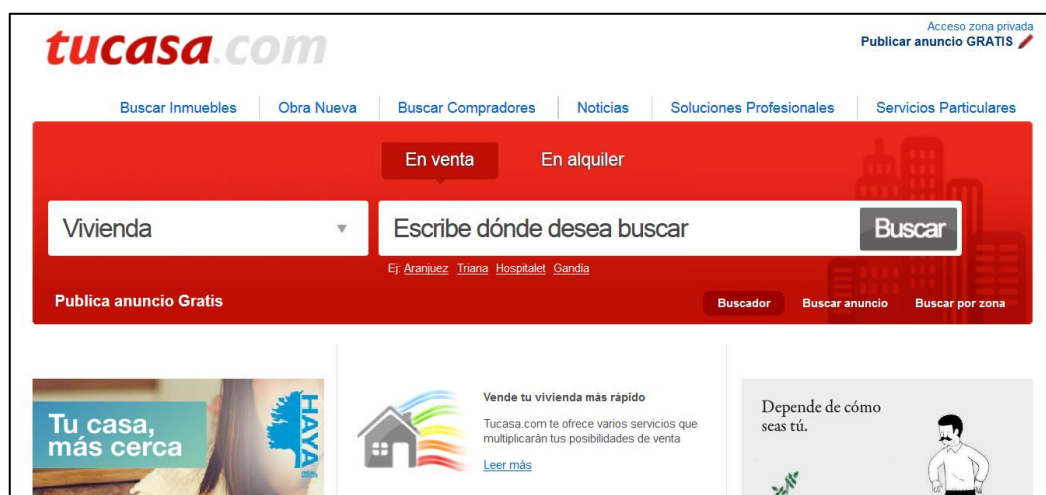 tucasa.com
Acceso zona privada
Publicar anuncio GRATIS
Buscar Inmuebles
Obra Nueva
Buscar Compradores
Noticias
Soluciones Profesionales
Servicios Particulares
En venta
En alquiler
Vivienda
Escribe dónde desea buscar
Buscar
Ej: Aranjuez Triana Hospitalet Gandía
Publica anuncio Gratis
Buscador
Buscar anuncio
Buscar por zona
Tu casa,
más cerca
HAYA
Vende tu vivienda más rápido
Tucasa.com te ofrece varios servicios que
multiplicarán tus posibilidades de venta
Leer más
Depende de cómo
seas tú.